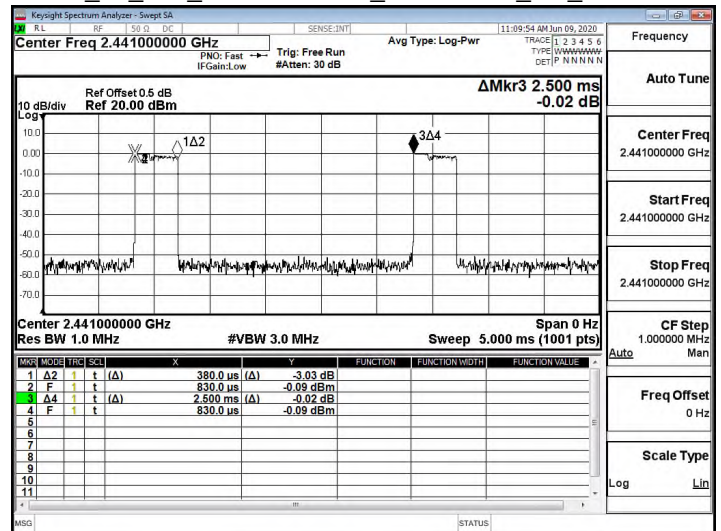 Keysight Spectrum Analyzer - Swept SA
LXI RL RF 50 Ω DC SENSE:INT 11:09:54 AM Jun 09, 2020
Center Freq 2.441000000 GHz Avg Type: Log-Pwr TRACE 1 2 3 4 5 6
PNO: Fast Trig: Free Run TYPE WWWWWW
IFGain:Low #Atten: 30 dB DET P N N N N N
Frequency
Auto Tune
Center Freq
2.441000000 GHz
Start Freq
2.441000000 GHz
Stop Freq
2.441000000 GHz
CF Step
1.000000 MHz
Auto Man
Freq Offset
0 Hz
Scale Type
Log Lin
ΔMkr3 2.500 ms
-0.02 dB
Ref Offset 0.5 dB
10 dB/div Ref 20.00 dBm
Log
10.0
0.00
-10.0
-20.0
-30.0
-40.0
-50.0
-60.0
-70.0
1Δ2
3Δ4
Center 2.441000000 GHz Span 0 Hz
Res BW 1.0 MHz #VBW 3.0 MHz Sweep 5.000 ms (1001 pts)
MKR MODE TRC SCL X Y FUNCTION FUNCTION WIDTH FUNCTION VALUE
1 Δ2 1 t (Δ) 380.0 µs (Δ) -3.03 dB
2 F 1 t 830.0 µs -0.09 dBm
3 Δ4 1 t (Δ) 2.500 ms (Δ) -0.02 dB
4 F 1 t 830.0 µs -0.09 dBm
5
6
7
8
9
10
11
MSG STATUS